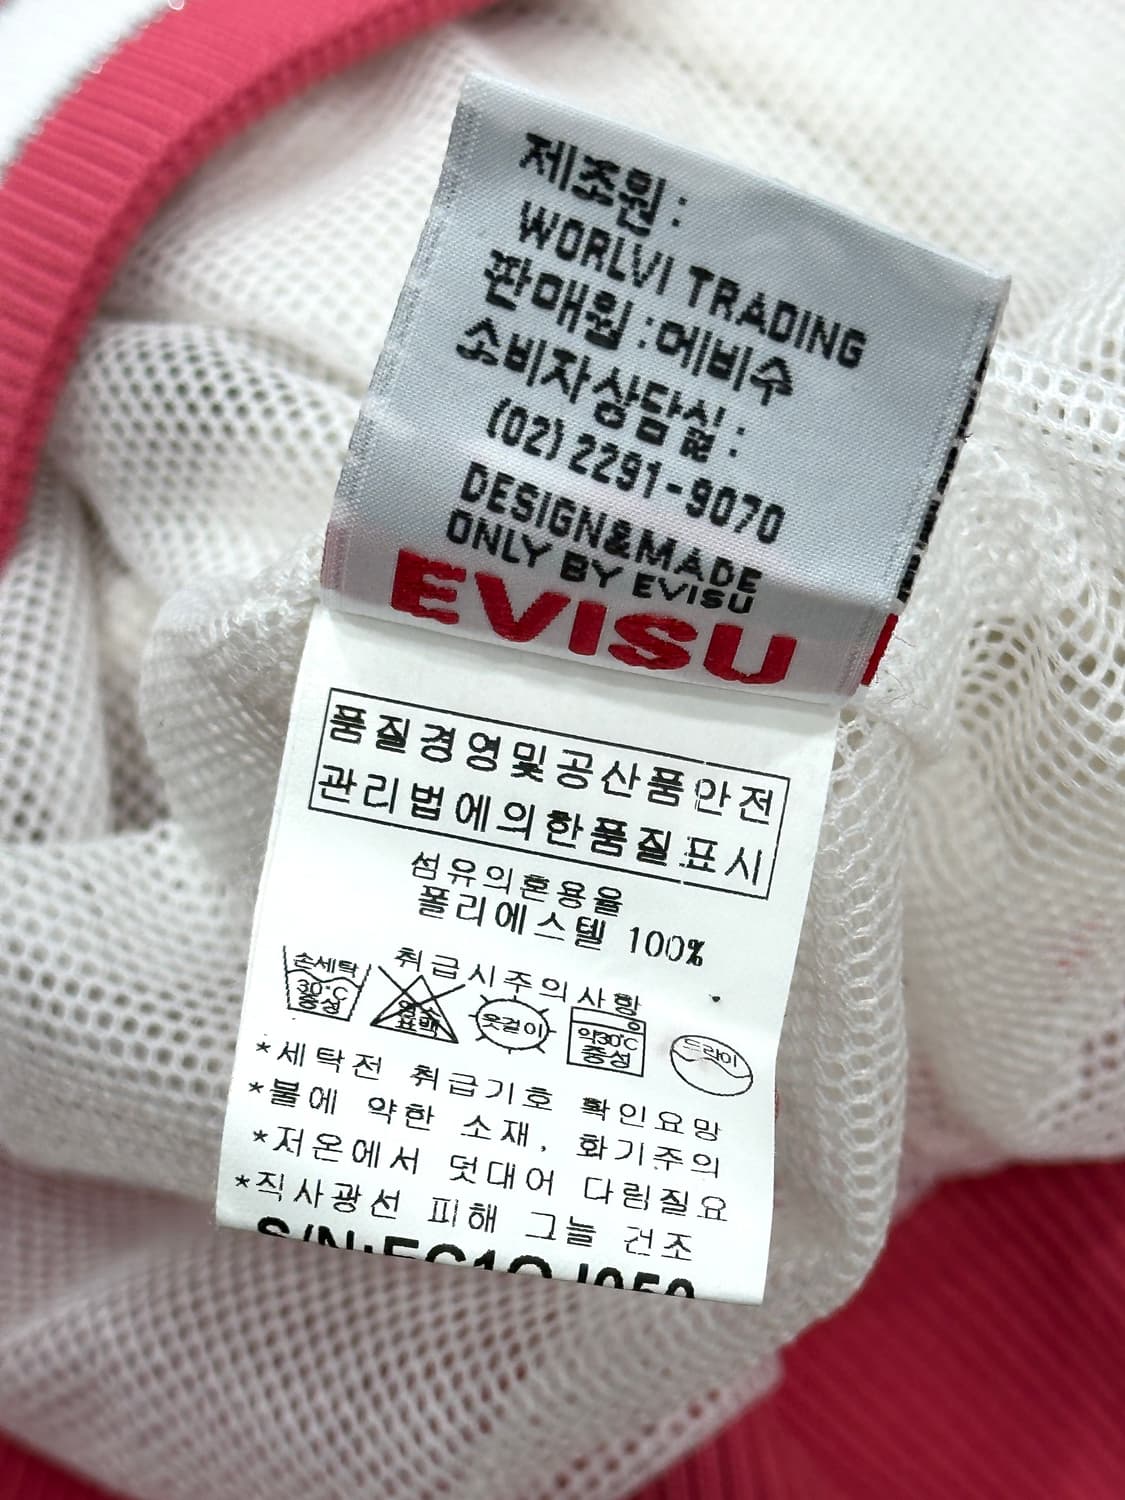 제조원 :
WORLVI TRADING
판매원 : 에비수
소비자상담실 :
(02) 2291-9070
DESIGN&MADE
ONLY BY EVISU
EVISU
품질경영및공산품안전
관리법에의한품질표시
섬유의혼용율
폴리에스텔 100%
취급시주의사항
손세탁
30°C
중성
염소
표백
옷걸이
약30°C
중성
드라이
*세탁전 취급기호 확인요망
*불에 약한 소재, 화기주의
*저온에서 덧대어 다림질요
*직사광선 피해 그늘 건조